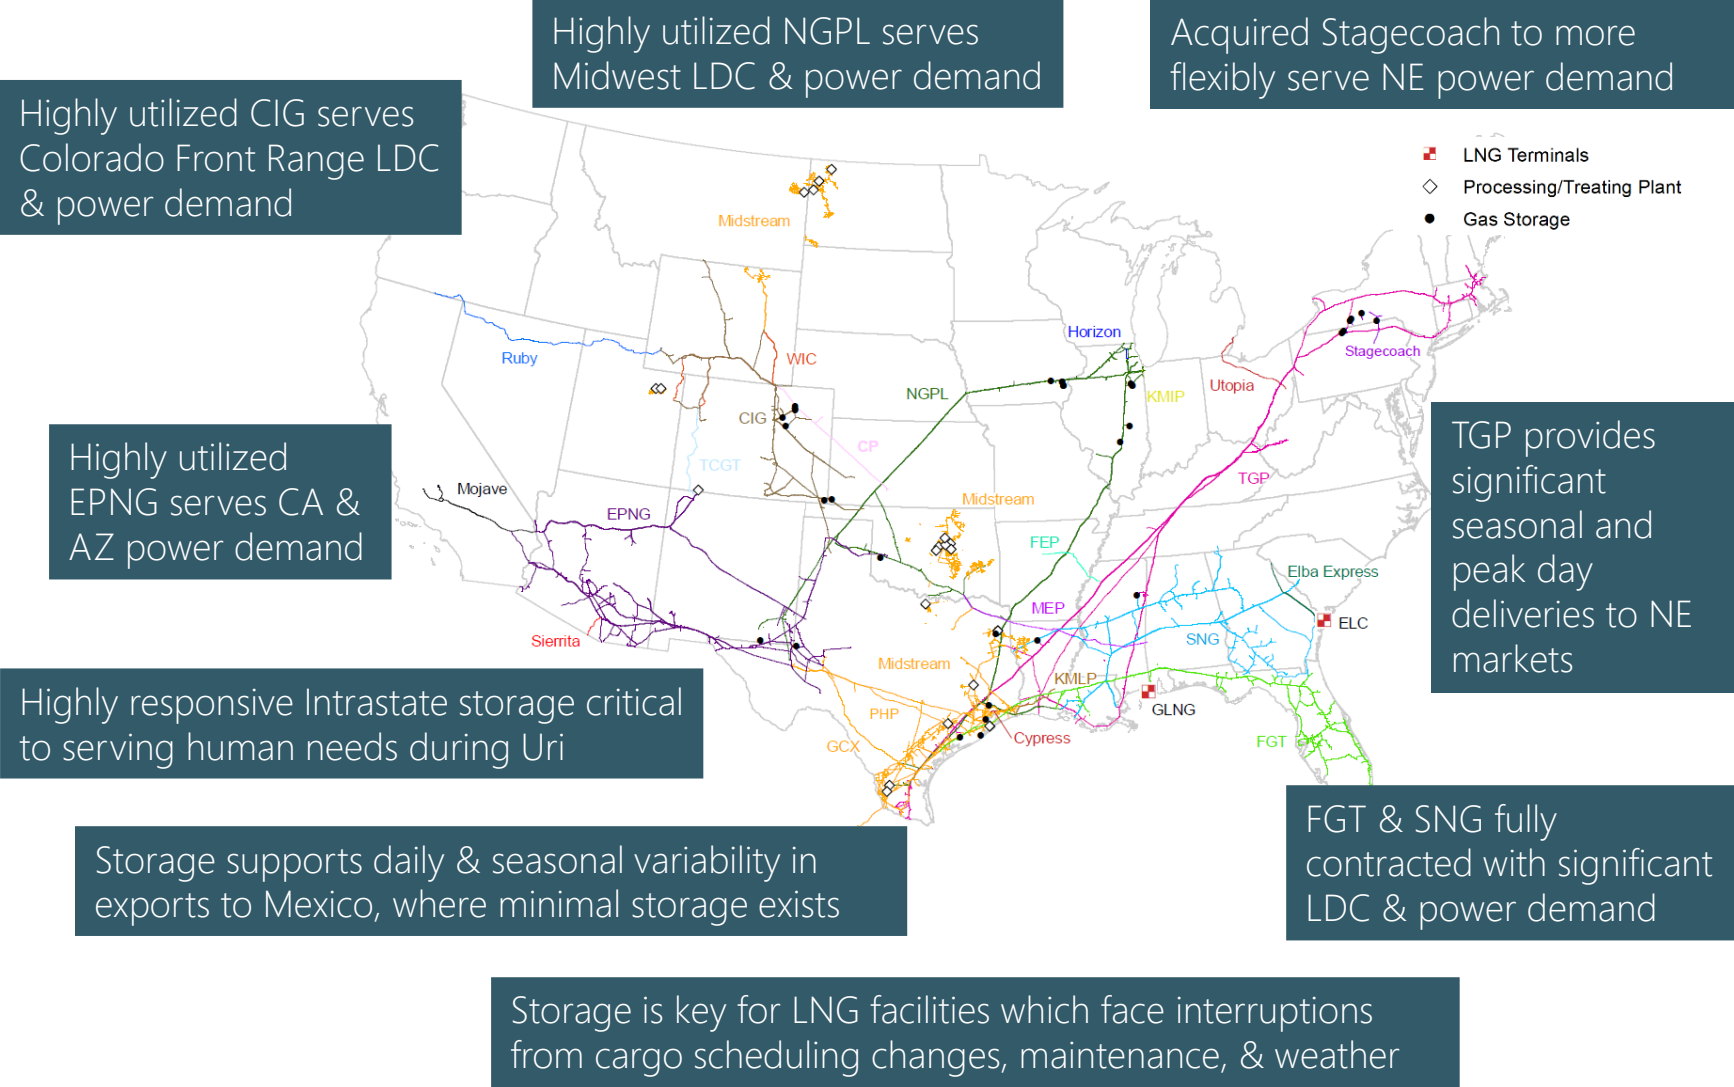 Highly utilized NGPL serves
Midwest LDC & power demand
Acquired Stagecoach to more
flexibly serve NE power demand
Highly utilized CIG serves
Colorado Front Range LDC
& power demand
LNG Terminals
Processing/Treating Plant
Gas Storage
Midstream
Horizon
Ruby
WIC
Stagecoach
NGPL
Utopia
KMIP
CIG
CP
TCGT
TGP
Highly utilized
EPNG serves CA &
AZ power demand
Mojave
EPNG
Midstream
FEP
TGP provides
significant
seasonal and
peak day
deliveries to NE
markets
Elba Express
MEP
ELC
Sierrita
SNG
Midstream
KMLP
GLNG
PHP
GCX
Cypress
FGT
Highly responsive Intrastate storage critical
to serving human needs during Uri
FGT & SNG fully
contracted with significant
LDC & power demand
Storage supports daily & seasonal variability in
exports to Mexico, where minimal storage exists
Storage is key for LNG facilities which face interruptions
from cargo scheduling changes, maintenance, & weather